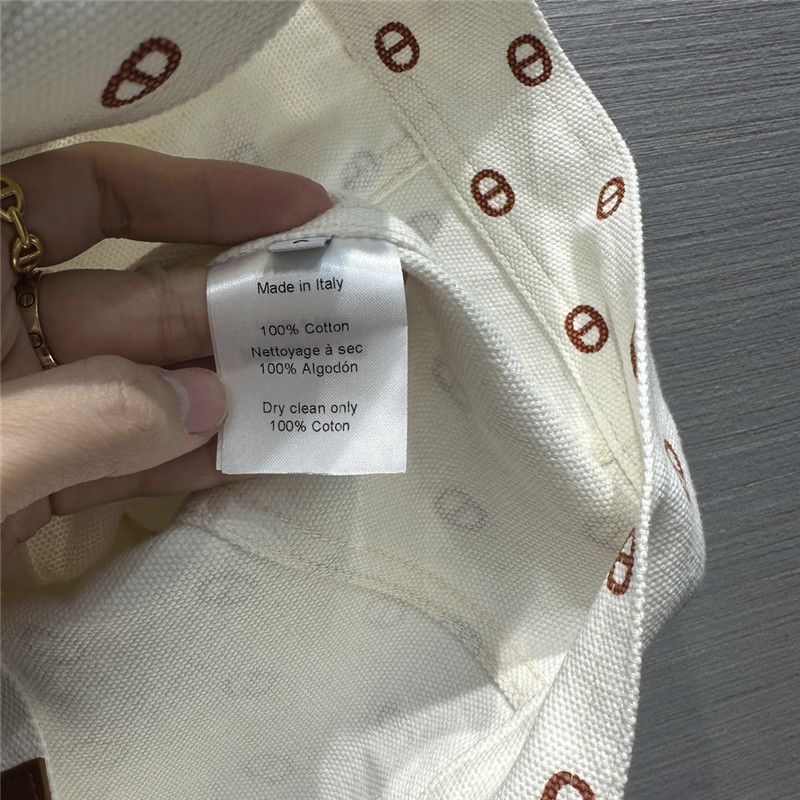 Made in Italy
100% Cotton
Nettoyage à sec
100% Algodón
Dry clean only
100% Coton